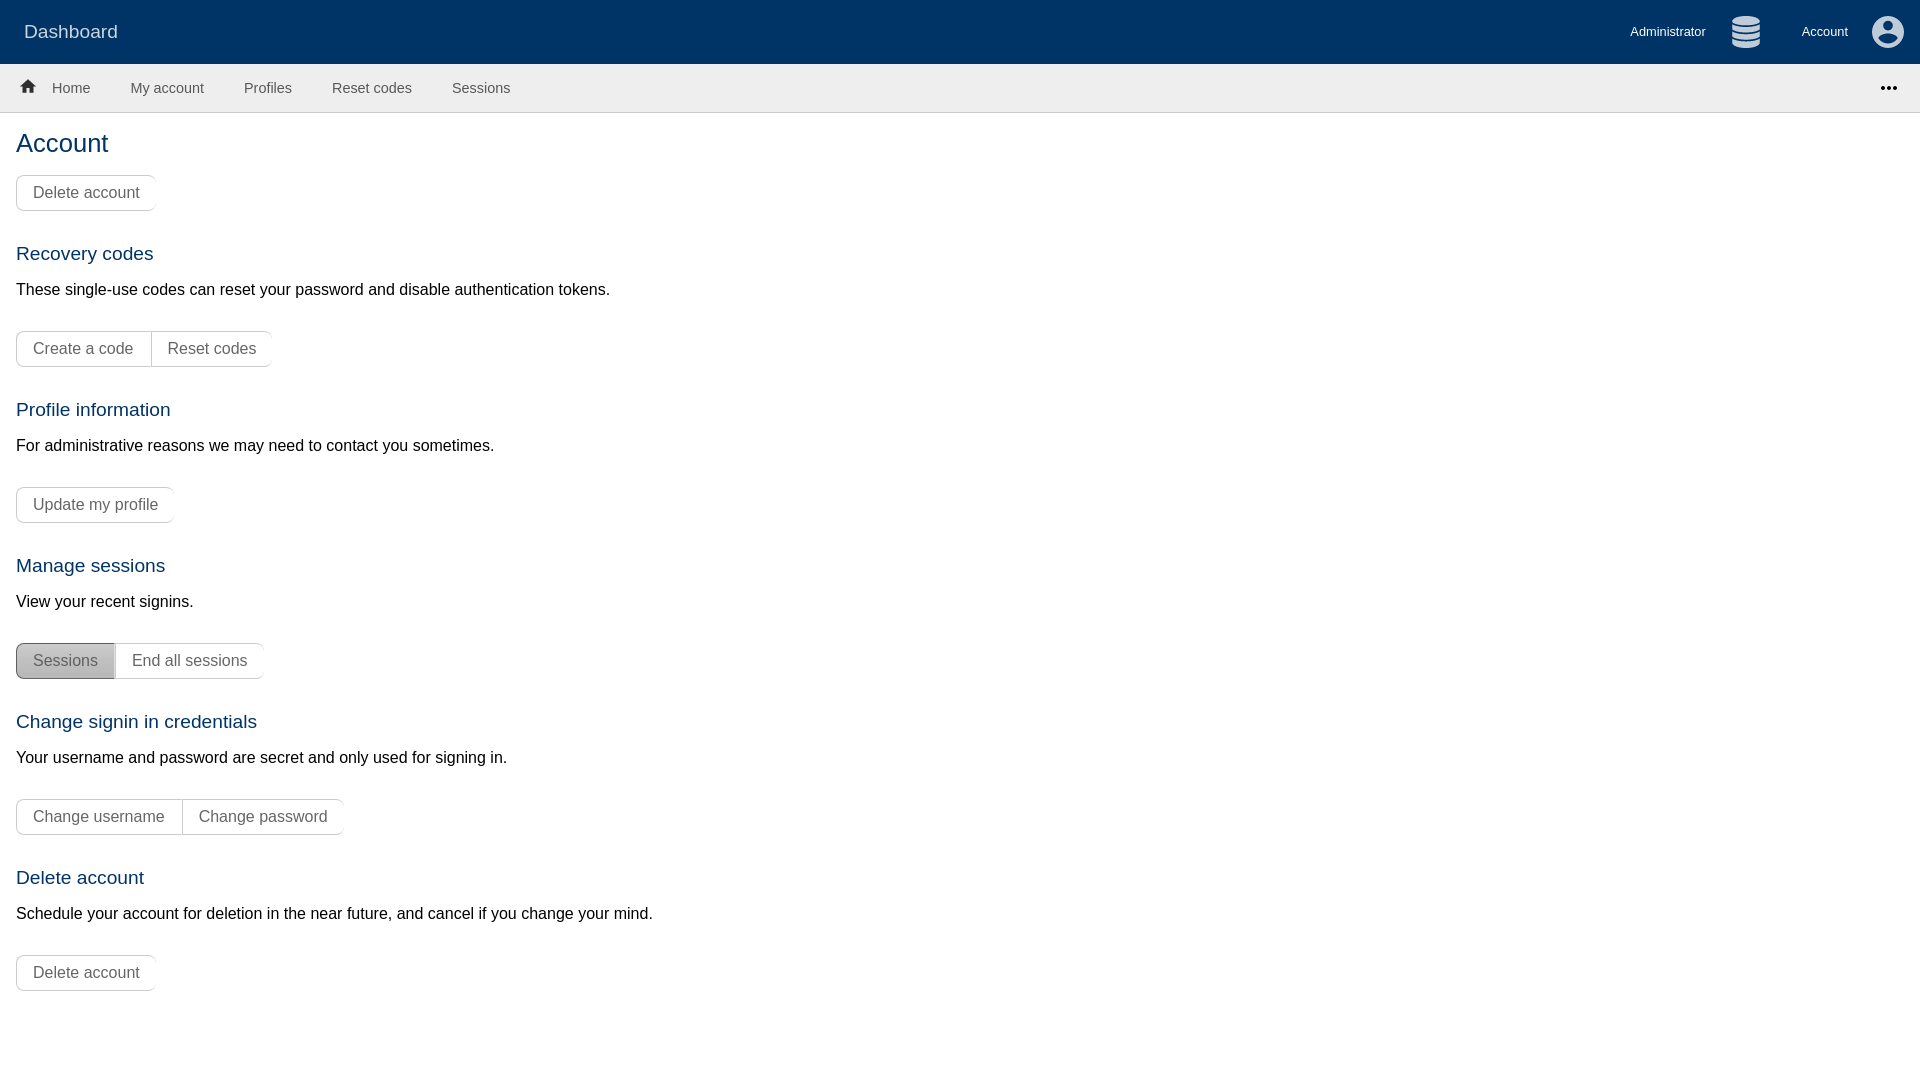 Dashboard
Administrator
Account
Home
My account
Profiles
Reset codes
Sessions
Account
Delete account
Recovery codes
These single-use codes can reset your password and disable authentication tokens.
Create a code
Reset codes
Profile information
For administrative reasons we may need to contact you sometimes.
Update my profile
Manage sessions
View your recent signins.
Sessions
End all sessions
Change signin in credentials
Your username and password are secret and only used for signing in.
Change username
Change password
Delete account
Schedule your account for deletion in the near future, and cancel if you change your mind.
Delete account